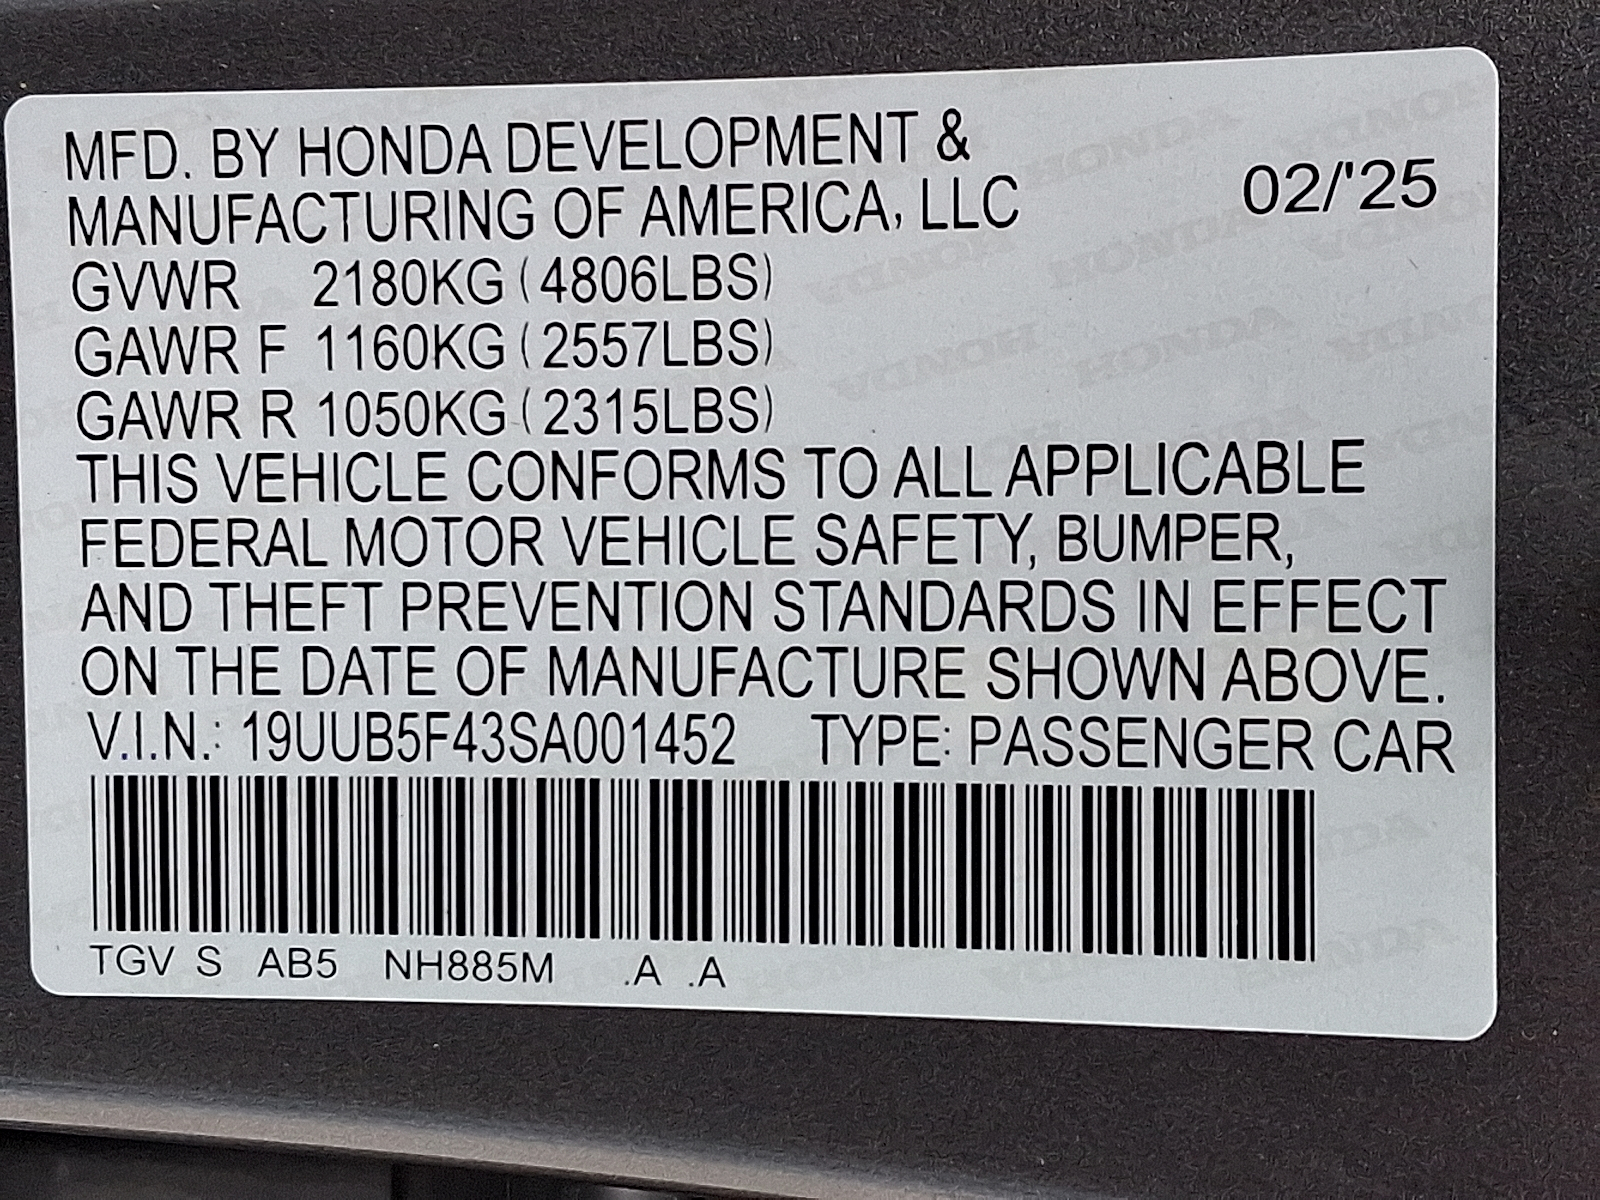 MFD. BY HONDA DEVELOPMENT &
MANUFACTURING OF AMERICA, LLC 02/'25
GVWR 2180KG (4806LBS)
GAWR F 1160KG (2557LBS)
GAWR R 1050KG (2315LBS)
THIS VEHICLE CONFORMS TO ALL APPLICABLE
FEDERAL MOTOR VEHICLE SAFETY, BUMPER,
AND THEFT PREVENTION STANDARDS IN EFFECT
ON THE DATE OF MANUFACTURE SHOWN ABOVE.
V.I.N.: 19UUB5F43SA001452 TYPE: PASSENGER CAR
TGV S AB5 NH885M .A .A